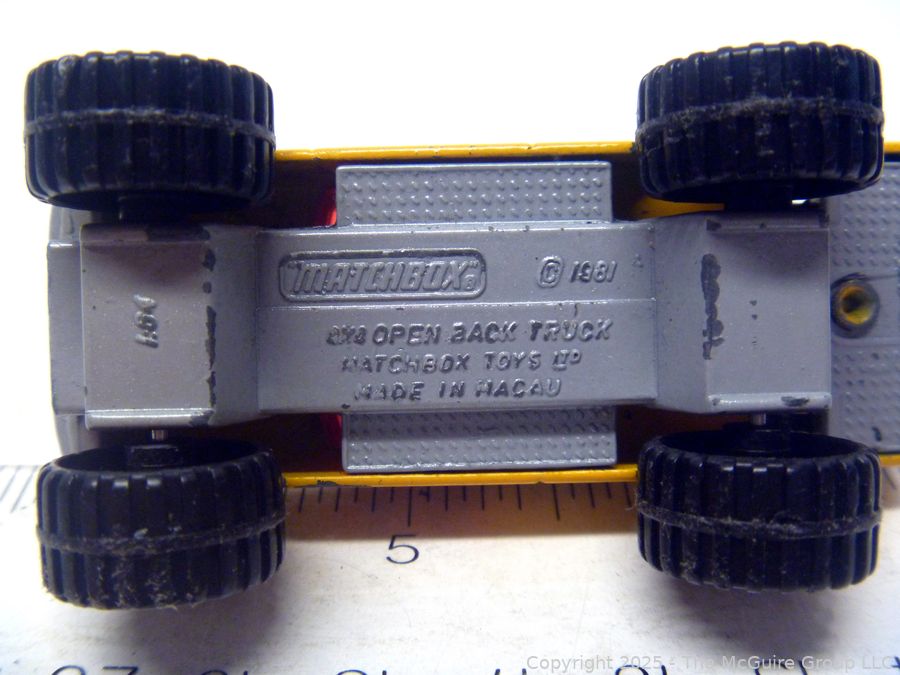 "MATCHBOX"®
© 1981
4X4 OPEN BACK TRUCK
MATCHBOX TOYS LTD
MADE IN MACAU
5
Copyright 2025 - The McGuire Group LLC